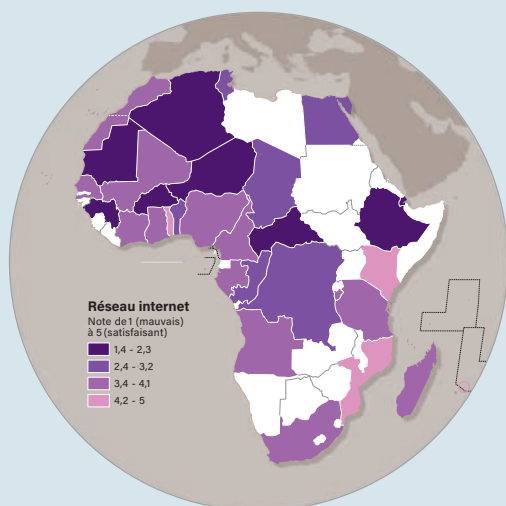 Réseau internet
Note de 1 (mauvais)
à 5 (satisfaisant)
1,4 - 2,3
2,4 - 3,2
3,4 - 4,1
4,2 - 5